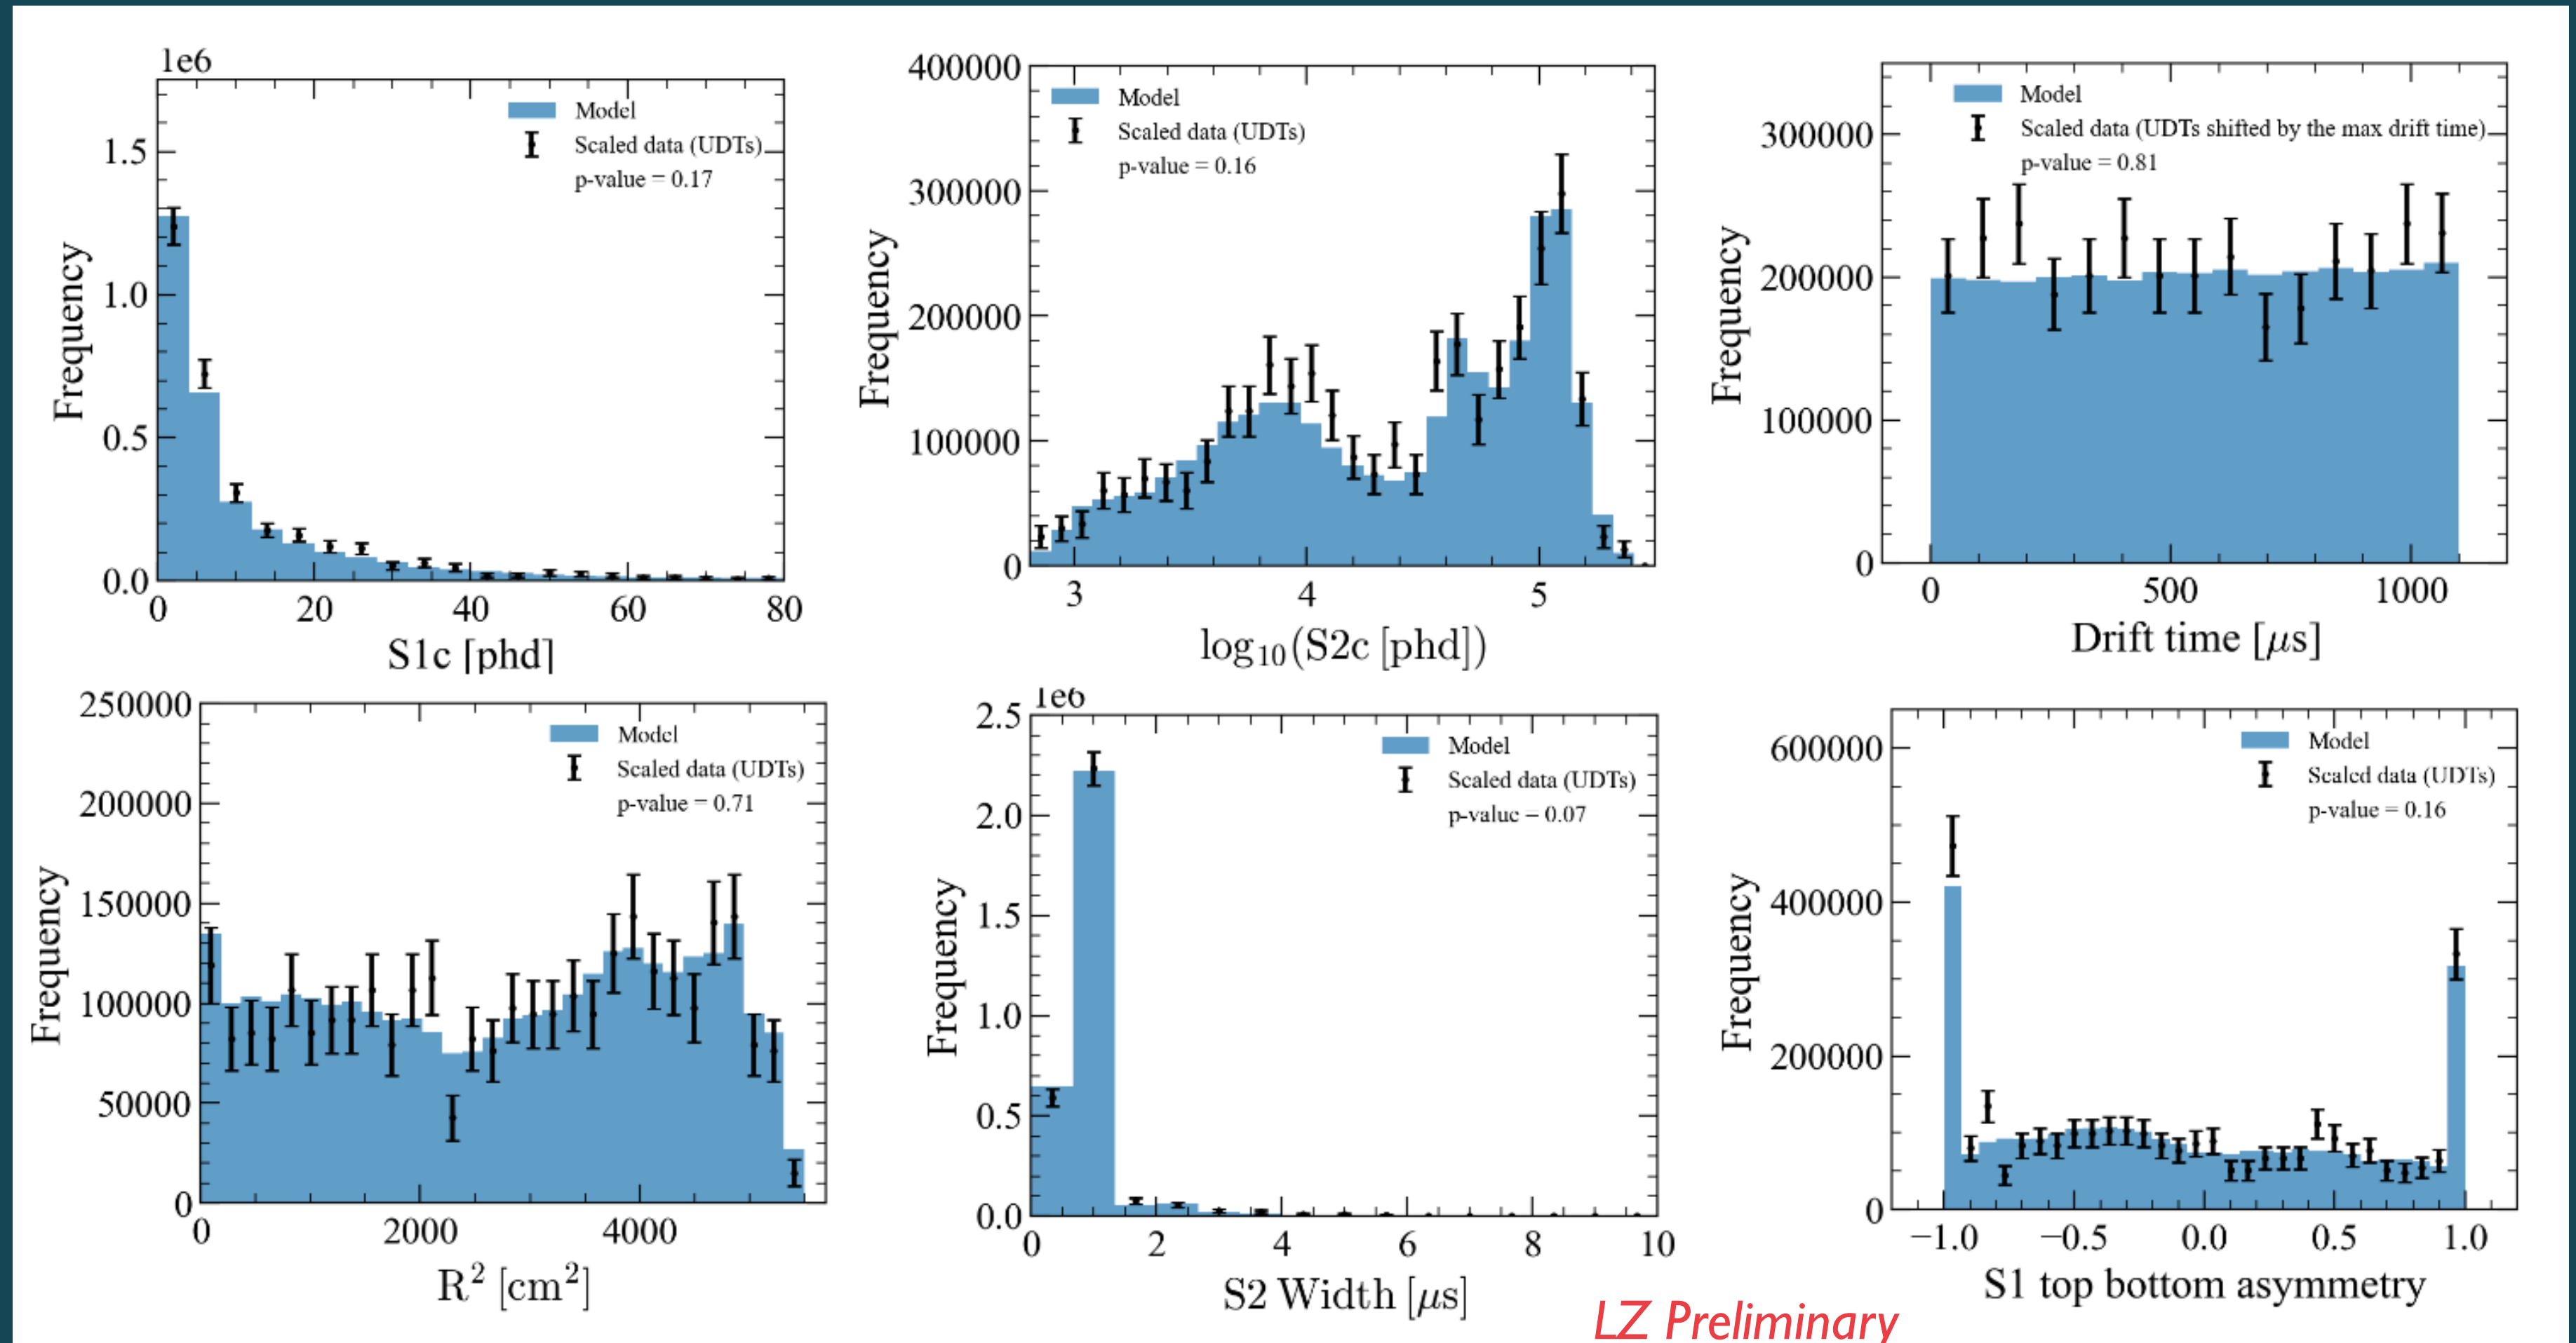 1e6
1.5
1.0
0.5
0.0
0 20 40 60 80
Frequency
S1c [phd]
Model
Scaled data (UDTs)
p-value = 0.17
400000
300000
200000
100000
0
3 4 5
Frequency
log10(S2c [phd])
Model
Scaled data (UDTs)
p-value = 0.16
300000
200000
100000
0
0 500 1000
Frequency
Drift time [μs]
Model
Scaled data (UDTs shifted by the max drift time)
p-value = 0.81
250000
200000
150000
100000
50000
0
0 2000 4000
Frequency
R² [cm²]
Model
Scaled data (UDTs)
p-value = 0.71
1e6
2.5
2.0
1.5
1.0
0.5
0.0
0 2 4 6 8 10
Frequency
S2 Width [μs]
Model
Scaled data (UDTs)
p-value = 0.07
600000
400000
200000
0
−1.0 −0.5 0.0 0.5 1.0
Frequency
S1 top bottom asymmetry
Model
Scaled data (UDTs)
p-value = 0.16
LZ Preliminary